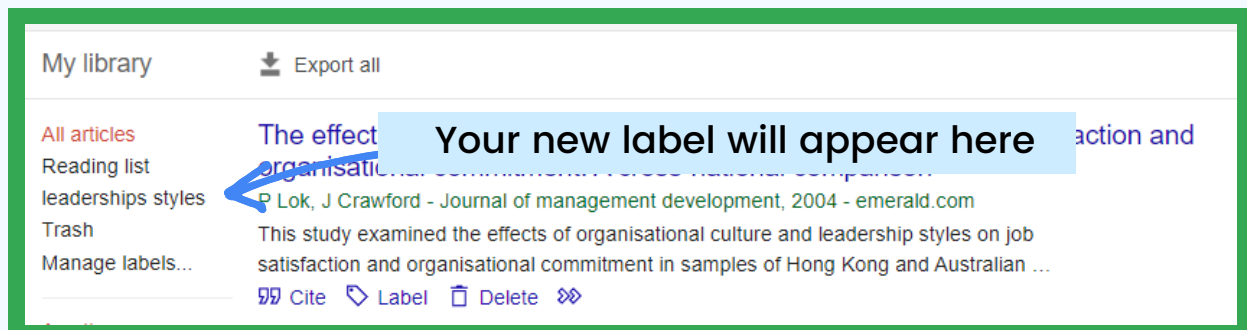 My library
Export all
All articles
Reading list
leaderships styles
Trash
Manage labels...
The effect
Your new label will appear here
action and
organisational commitment: A cross-national comparison
P Lok, J Crawford - Journal of management development, 2004 - emerald.com
This study examined the effects of organisational culture and leadership styles on job
satisfaction and organisational commitment in samples of Hong Kong and Australian ...
Cite Label Delete